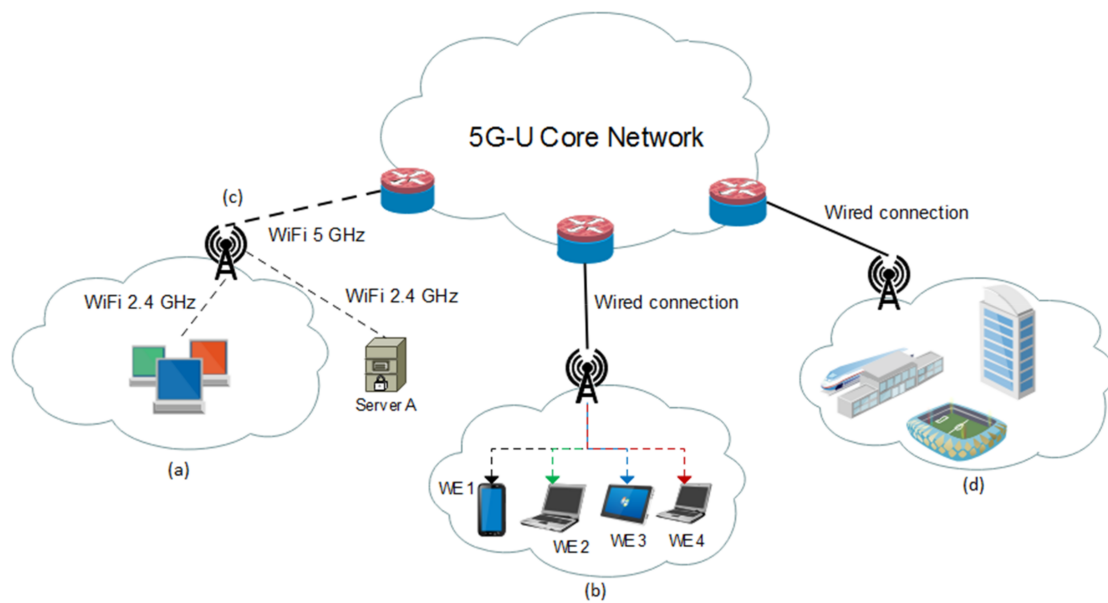 5G-U Core Network
(c)
WiFi 5 GHz
Wired connection
WiFi 2.4 GHz
WiFi 2.4 GHz
Wired connection
Server A
(a)
WE 1
WE 2
WE 3
WE 4
(b)
(d)